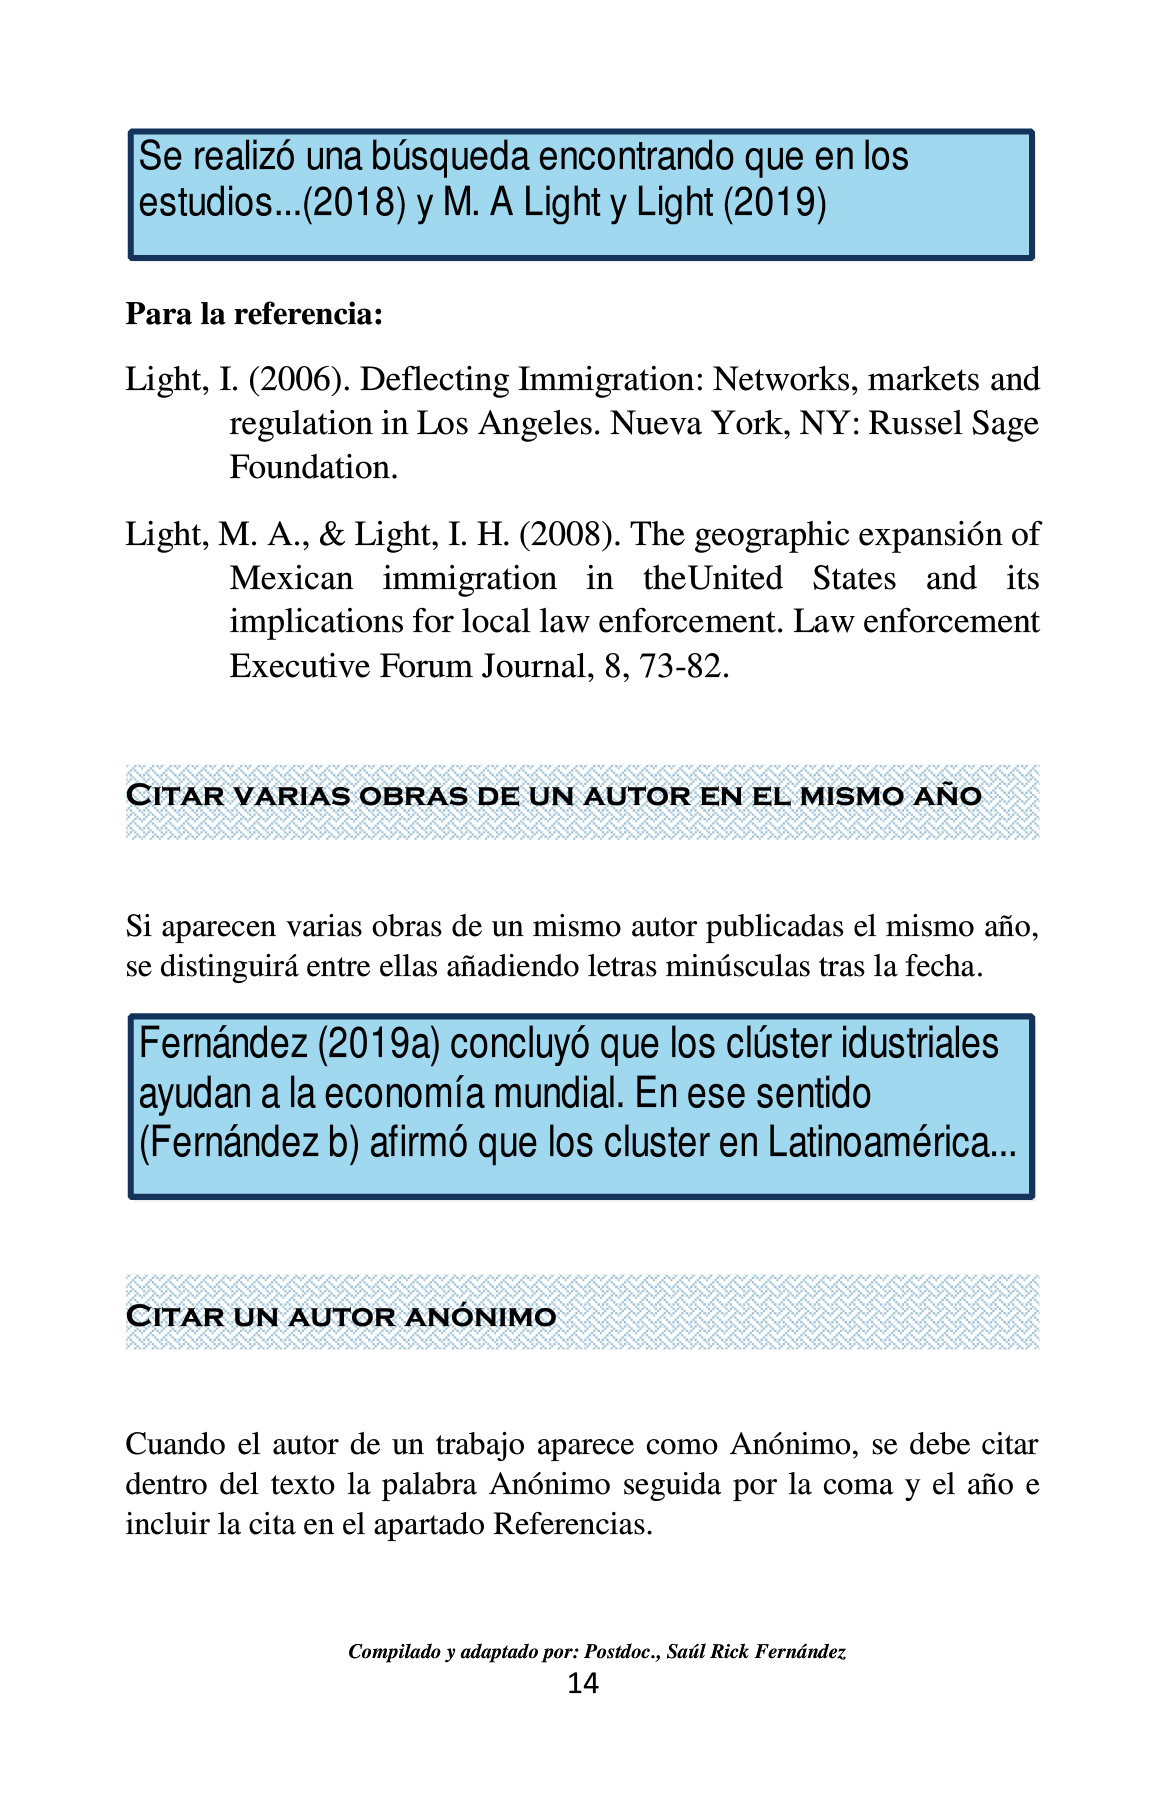 Se realizó una búsqueda encontrando que en los
estudios...(2018) y M. A Light y Light (2019)
Para la referencia:
Light, I. (2006). Deflecting Immigration: Networks, markets and
regulation in Los Angeles. Nueva York, NY: Russel Sage
Foundation.
Light, M. A., & Light, I. H. (2008). The geographic expansión of
Mexican immigration in theUnited States and its
implications for local law enforcement. Law enforcement
Executive Forum Journal, 8, 73-82.
CITAR VARIAS OBRAS DE UN AUTOR EN EL MISMO AÑO
Si aparecen varias obras de un mismo autor publicadas el mismo año,
se distinguirá entre ellas añadiendo letras minúsculas tras la fecha.
Fernández (2019a) concluyó que los clúster idustriales
ayudan a la economía mundial. En ese sentido
(Fernández b) afirmó que los cluster en Latinoamérica...
CITAR UN AUTOR ANÓNIMO
Cuando el autor de un trabajo aparece como Anónimo, se debe citar
dentro del texto la palabra Anónimo seguida por la coma y el año e
incluir la cita en el apartado Referencias.
Compilado y adaptado por: Postdoc., Saúl Rick Fernández
14